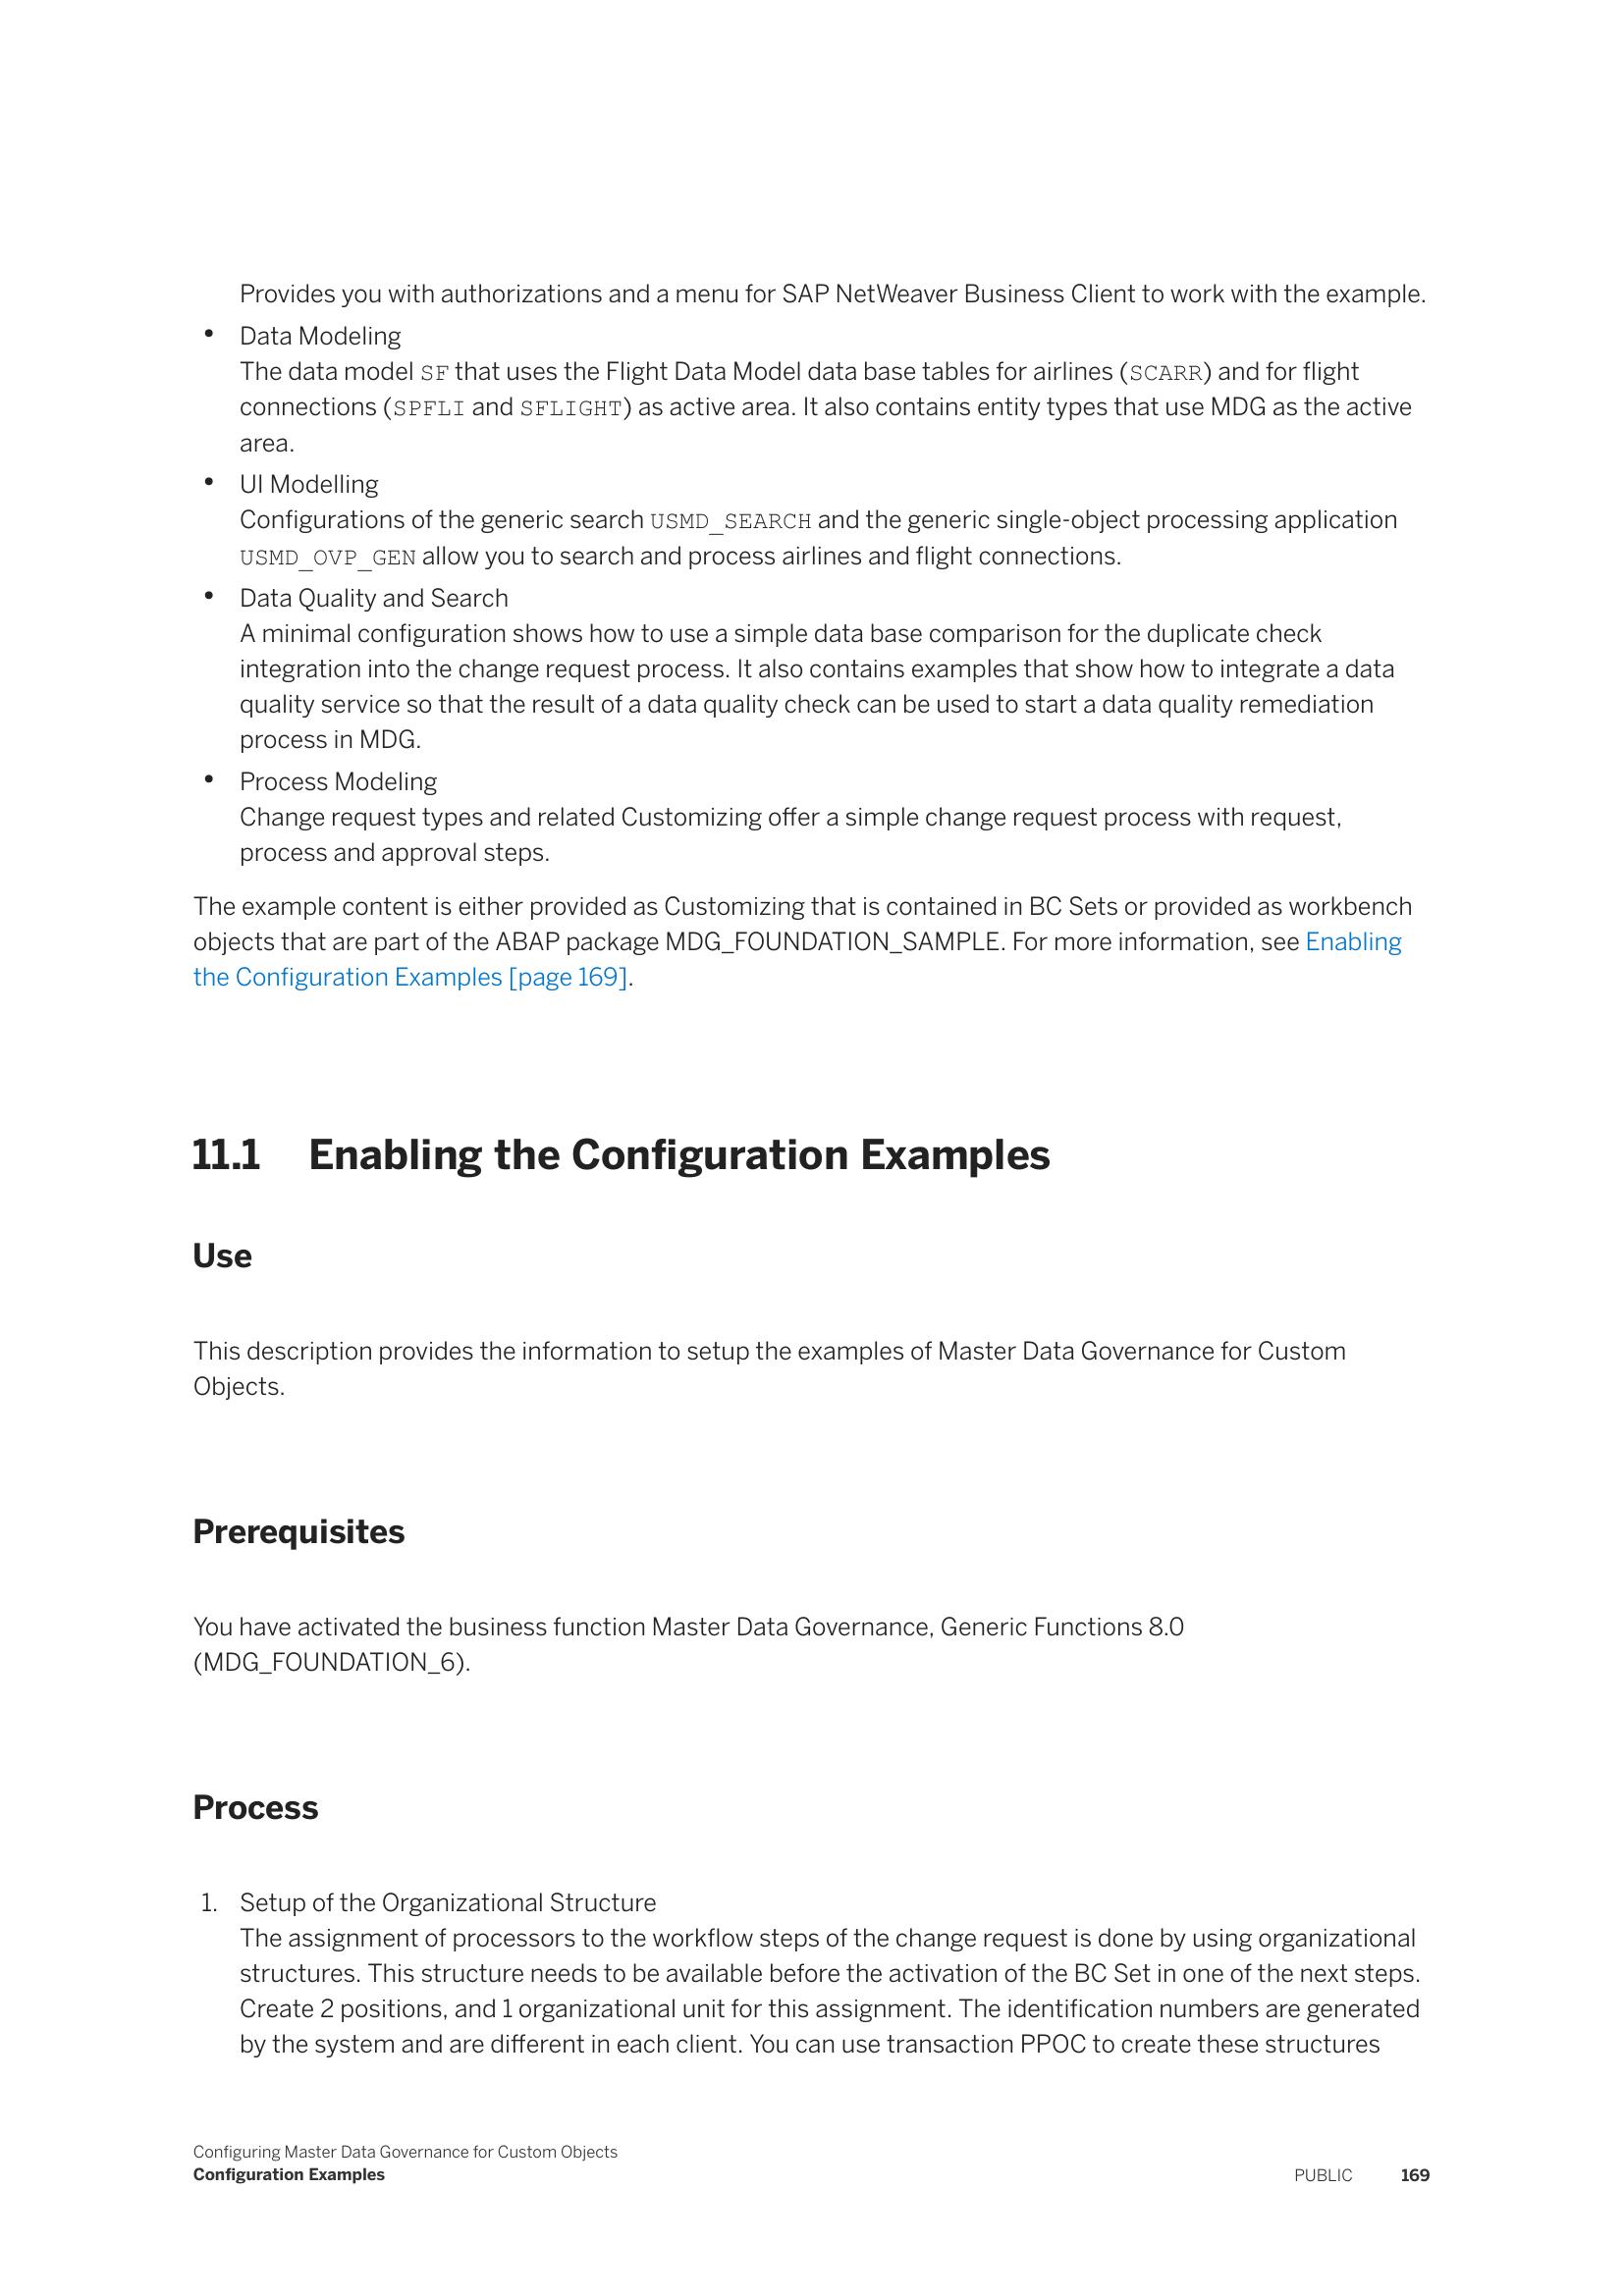 Provides you with authorizations and a menu for SAP NetWeaver Business Client to work with the example.
• Data Modeling
The data model SF that uses the Flight Data Model data base tables for airlines (SCARR) and for flight
connections (SPFLI and SFLIGHT) as active area. It also contains entity types that use MDG as the active
area.
• UI Modelling
Configurations of the generic search USMD_SEARCH and the generic single-object processing application
USMD_OVP_GEN allow you to search and process airlines and flight connections.
• Data Quality and Search
A minimal configuration shows how to use a simple data base comparison for the duplicate check
integration into the change request process. It also contains examples that show how to integrate a data
quality service so that the result of a data quality check can be used to start a data quality remediation
process in MDG.
• Process Modeling
Change request types and related Customizing offer a simple change request process with request,
process and approval steps.
The example content is either provided as Customizing that is contained in BC Sets or provided as workbench
objects that are part of the ABAP package MDG_FOUNDATION_SAMPLE. For more information, see Enabling
the Configuration Examples [page 169].
11.1 Enabling the Configuration Examples
Use
This description provides the information to setup the examples of Master Data Governance for Custom
Objects.
Prerequisites
You have activated the business function Master Data Governance, Generic Functions 8.0
(MDG_FOUNDATION_6).
Process
1. Setup of the Organizational Structure
The assignment of processors to the workflow steps of the change request is done by using organizational
structures. This structure needs to be available before the activation of the BC Set in one of the next steps.
Create 2 positions, and 1 organizational unit for this assignment. The identification numbers are generated
by the system and are different in each client. You can use transaction PPOC to create these structures
Configuring Master Data Governance for Custom Objects
Configuration Examples
PUBLIC 169